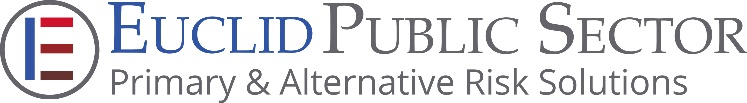 EUCLID PUBLIC SECTOR
Primary & Alternative Risk Solutions